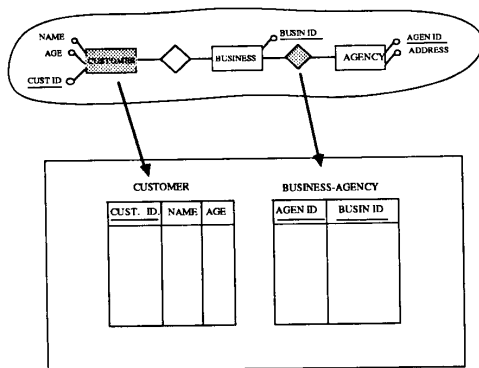 NAME
AGE
CUST ID
CUSTOMER
BUSINESS
BUSIN ID
AGENCY
AGEN ID
ADDRESS
CUSTOMER
CUST. ID. NAME AGE
BUSINESS-AGENCY
AGEN ID BUSIN ID